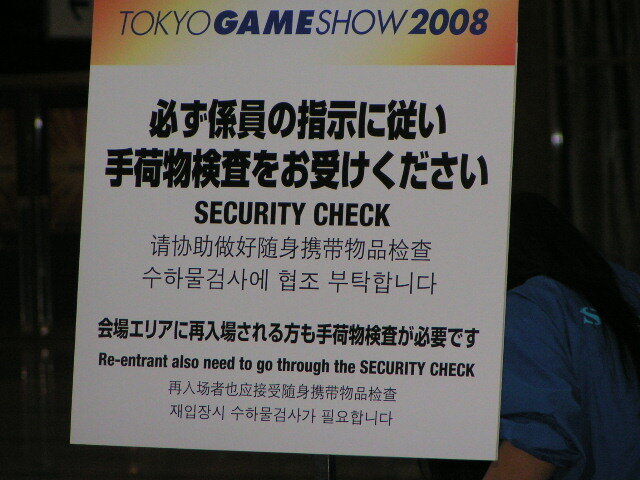 TOKYO GAME SHOW 2008
必ず係員の指示に従い
手荷物検査をお受けください
SECURITY CHECK
请协助做好随身携带物品检查
수하물검사에 협조 부탁합니다
会場エリアに再入場される方も手荷物検査が必要です
Re-entrant also need to go through the SECURITY CHECK
再入场者也应接受随身携带物品检查
재입장시 수하물검사가 필요합니다